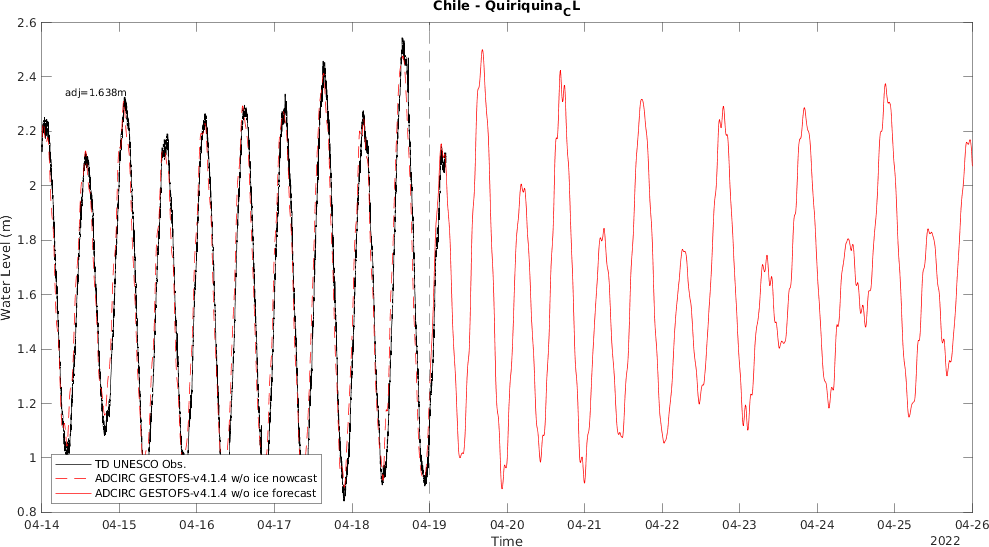 Chile - Quiriquina_CL
2.6
2.4
2.2
2
1.8
1.6
1.4
1.2
1
0.8
Water Level (m)
adj=1.638m
TD UNESCO Obs.
ADCIRC GESTOFS-v4.1.4 w/o ice nowcast
ADCIRC GESTOFS-v4.1.4 w/o ice forecast
04-14 04-15 04-16 04-17 04-18 04-19 04-20 04-21 04-22 04-23 04-24 04-25 04-26
Time
2022